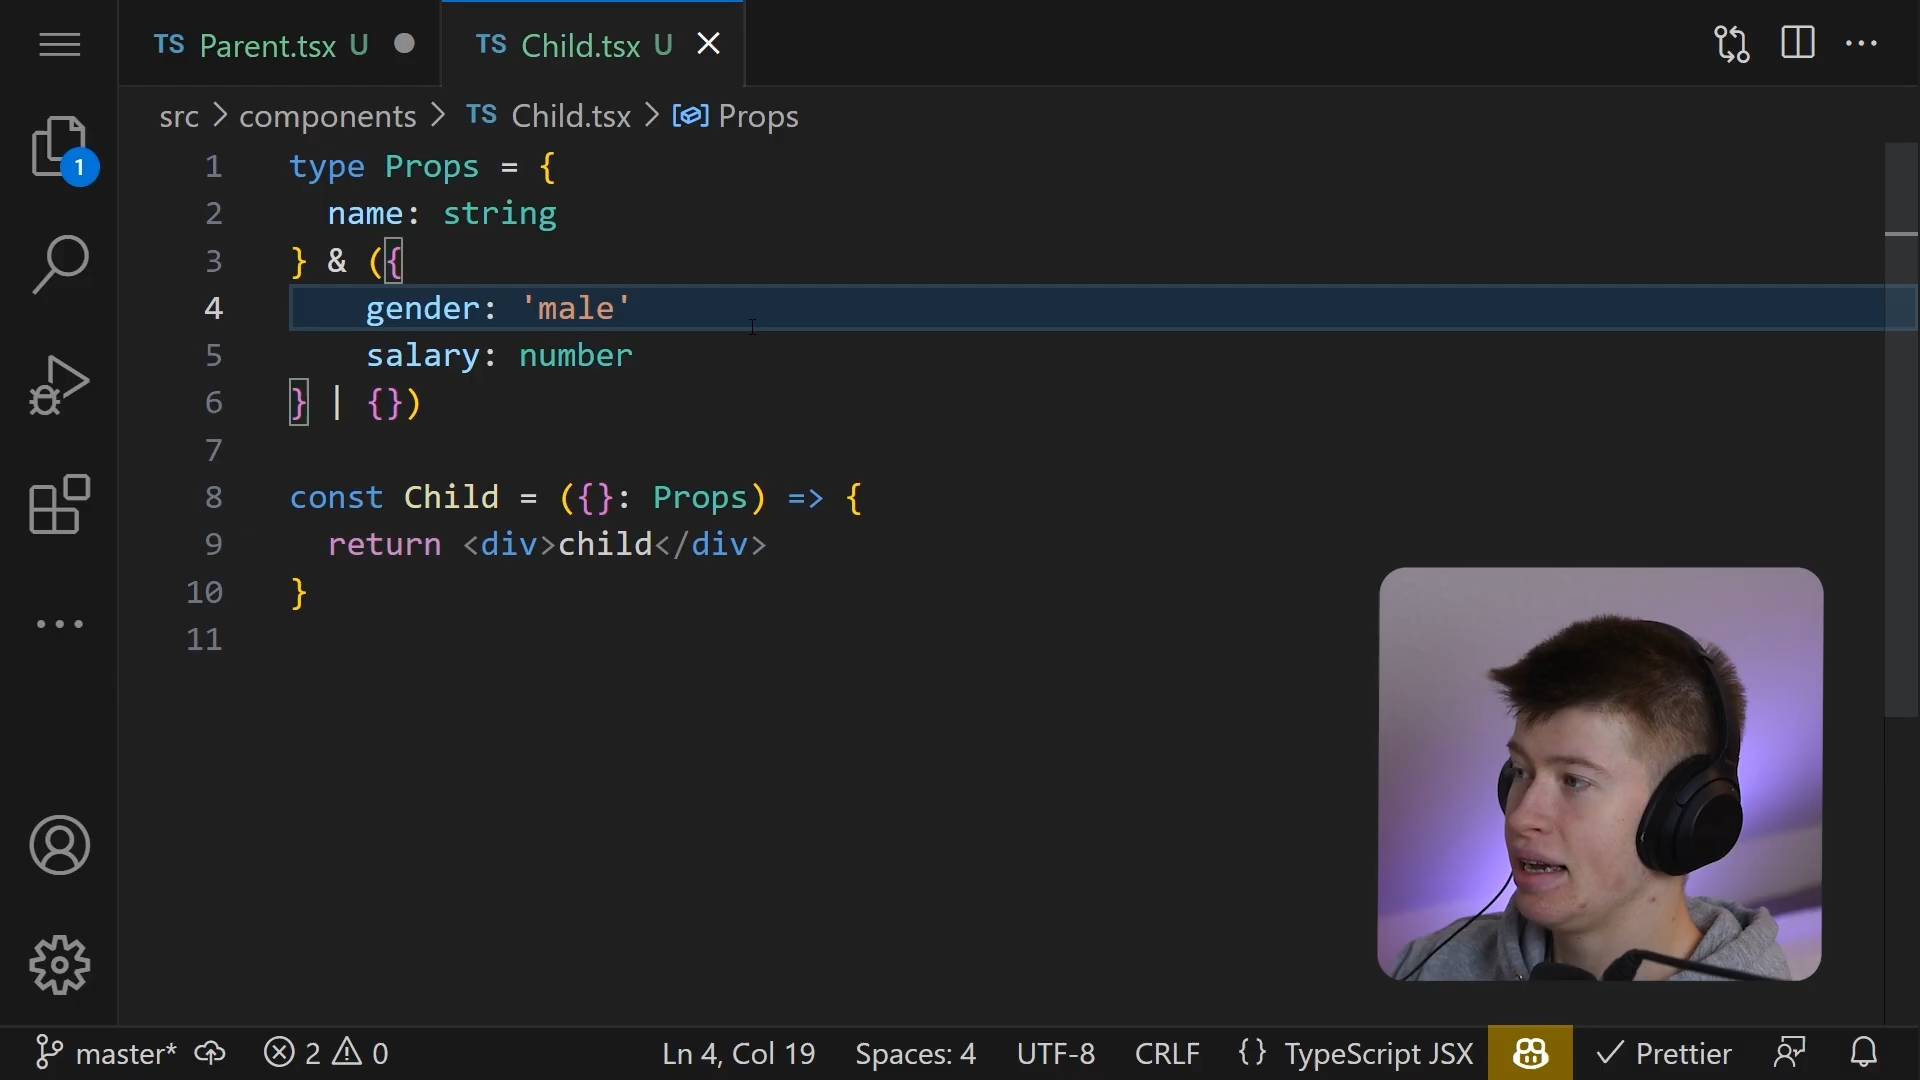 TS Parent.tsx U
TS Child.tsx U
src > components > TS Child.tsx > Props
1
1 type Props = {
2 name: string
3 } & ({
4 gender: 'male'
5 salary: number
6 } | {})
7
8 const Child = ({}: Props) => {
9 return <div>child</div>
10 }
11
master* 2 0 Ln 4, Col 19 Spaces: 4 UTF-8 CRLF {} TypeScript JSX Prettier